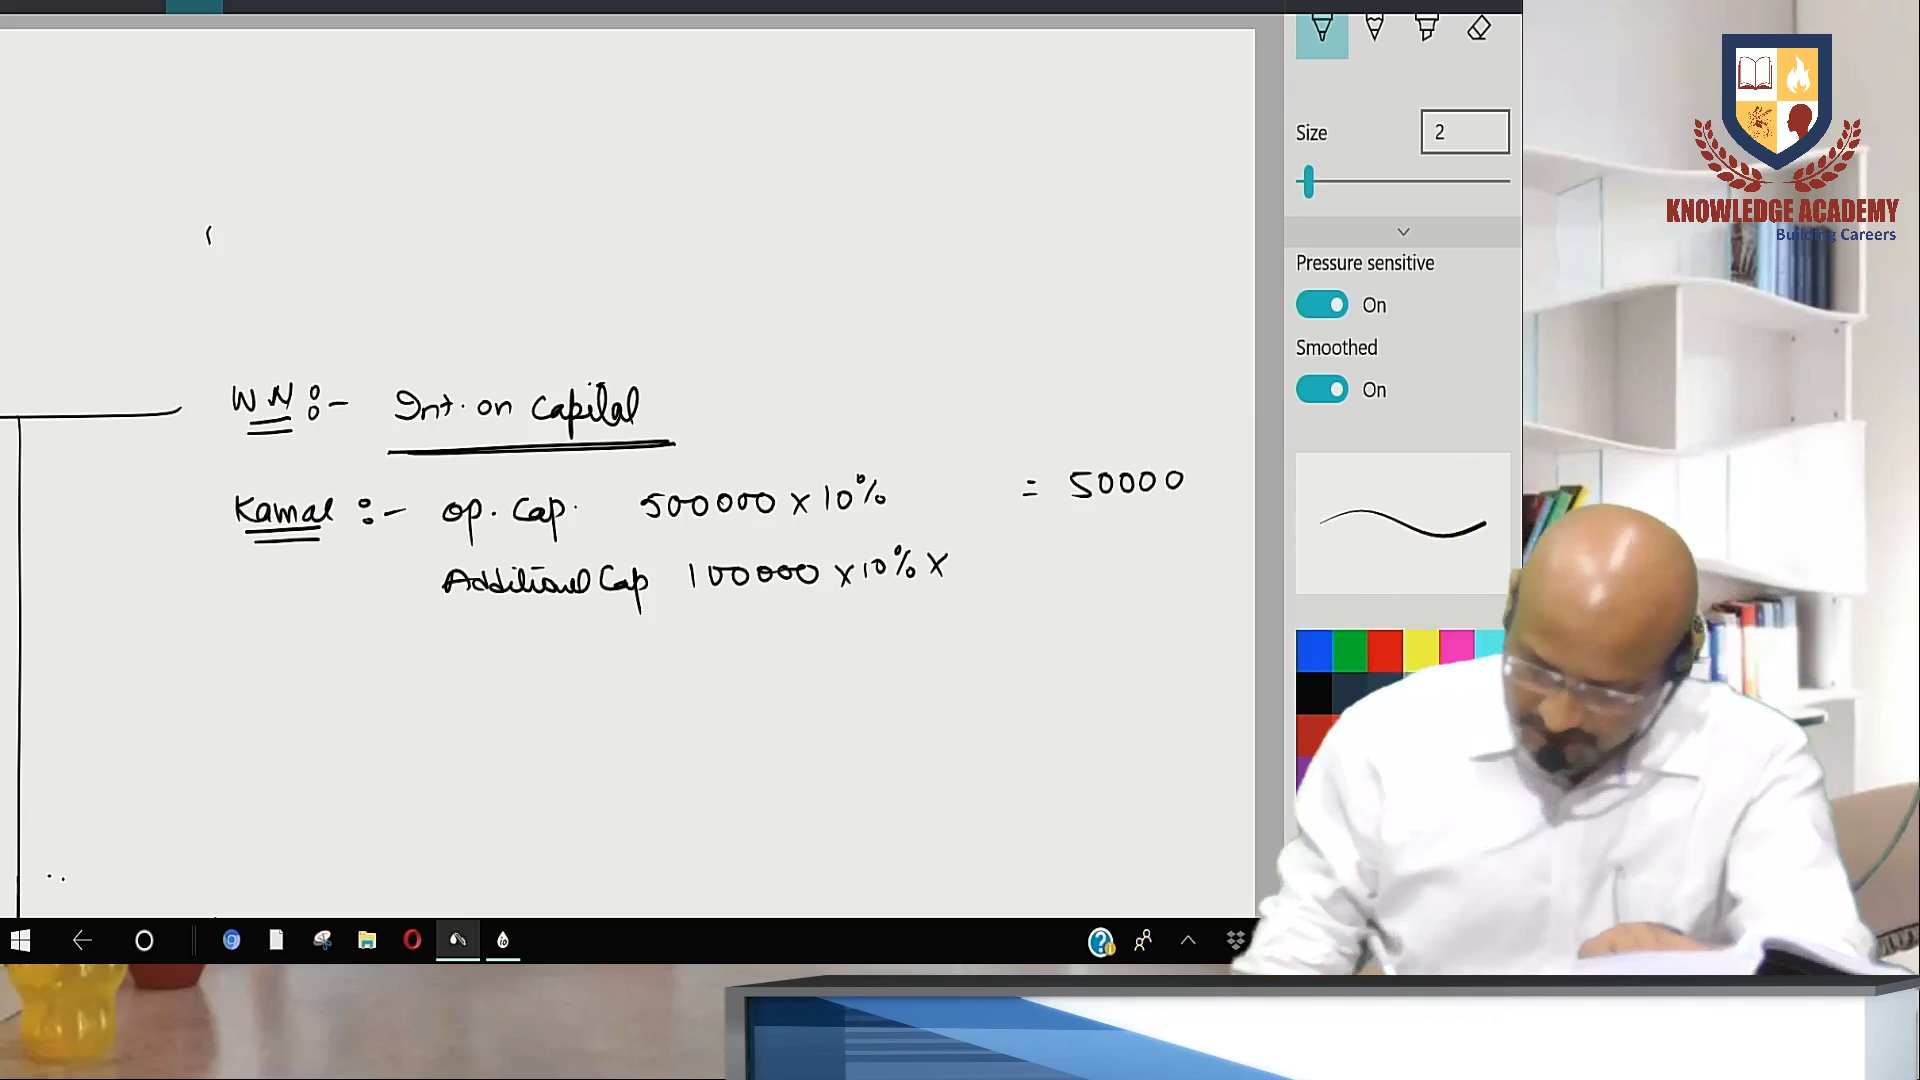 Size 2
KNOWLEDGE ACADEMY
Building Careers
Pressure sensitive
On
Smoothed
On
WN :- Int. on Capital
Kamal :- op. Cap. 500000 x 10% = 50000
Additional Cap 100000 x 10% x